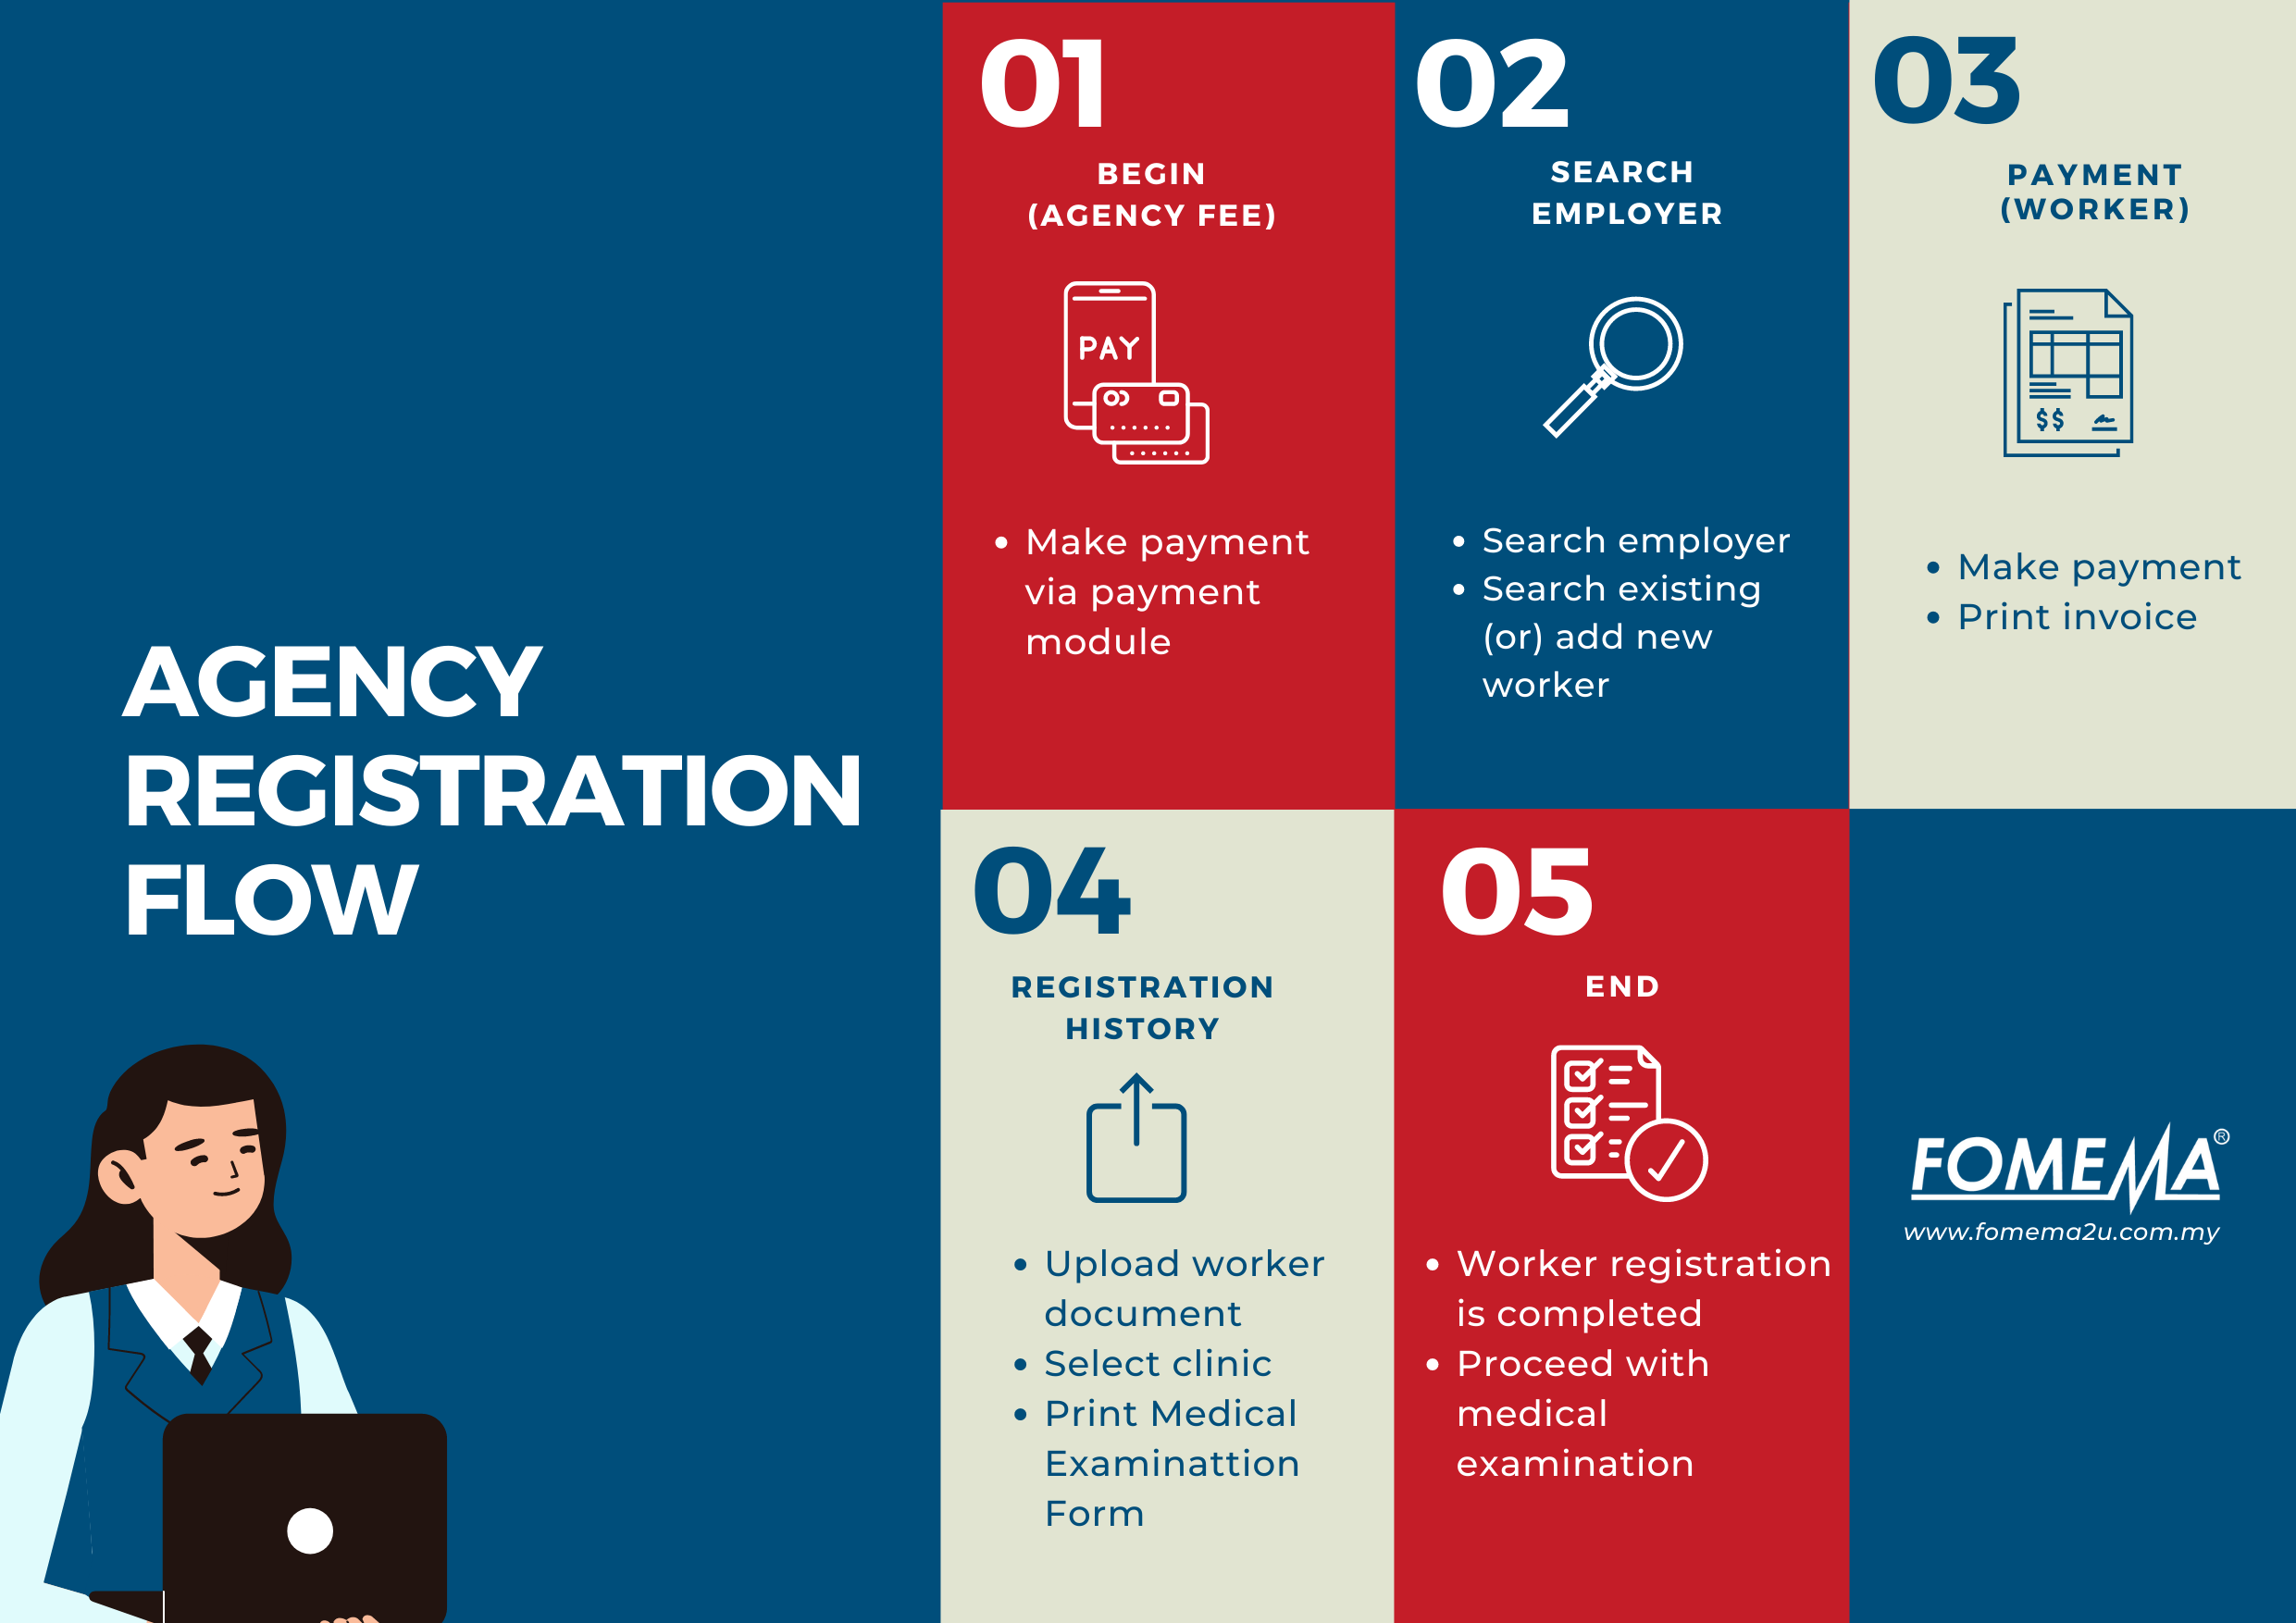 AGENCY
REGISTRATION
FLOW
01
BEGIN
(AGENCY FEE)
PAY
• Make payment
via payment
module
02
SEARCH
EMPLOYER
• Search employer
• Search existing
(or) add new
worker
03
PAYMENT
(WORKER)
$$
• Make payment
• Print invoice
04
REGISTRATION
HISTORY
• Upload worker
document
• Select clinic
• Print Medical
Examinattion
Form
05
END
• Worker registration
is completed
• Proceed with
medical
examination
FOMEMA®
www.fomema2u.com.my